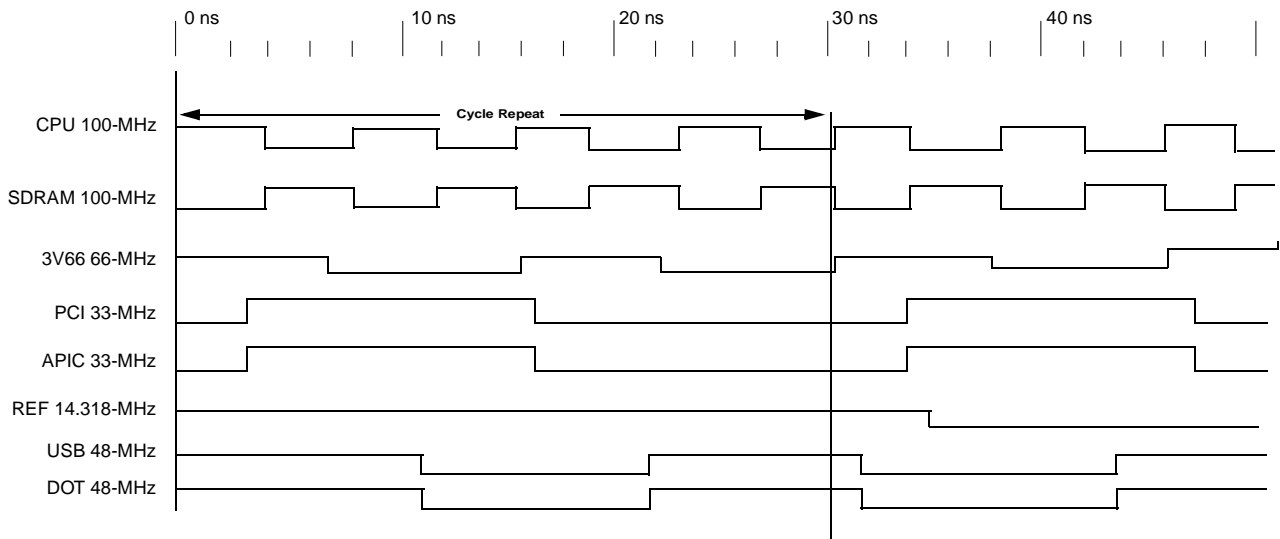 0 ns 10 ns 20 ns 30 ns 40 ns
Cycle Repeat
CPU 100-MHz
SDRAM 100-MHz
3V66 66-MHz
PCI 33-MHz
APIC 33-MHz
REF 14.318-MHz
USB 48-MHz
DOT 48-MHz